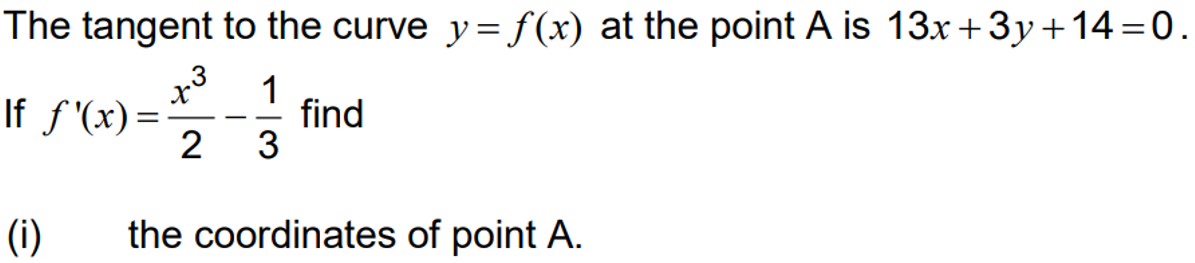 The tangent to the curve y = f(x) at the point A is 13x + 3y + 14 = 0.
If f'(x) = x³/2 − 1/3 find
(i) the coordinates of point A.